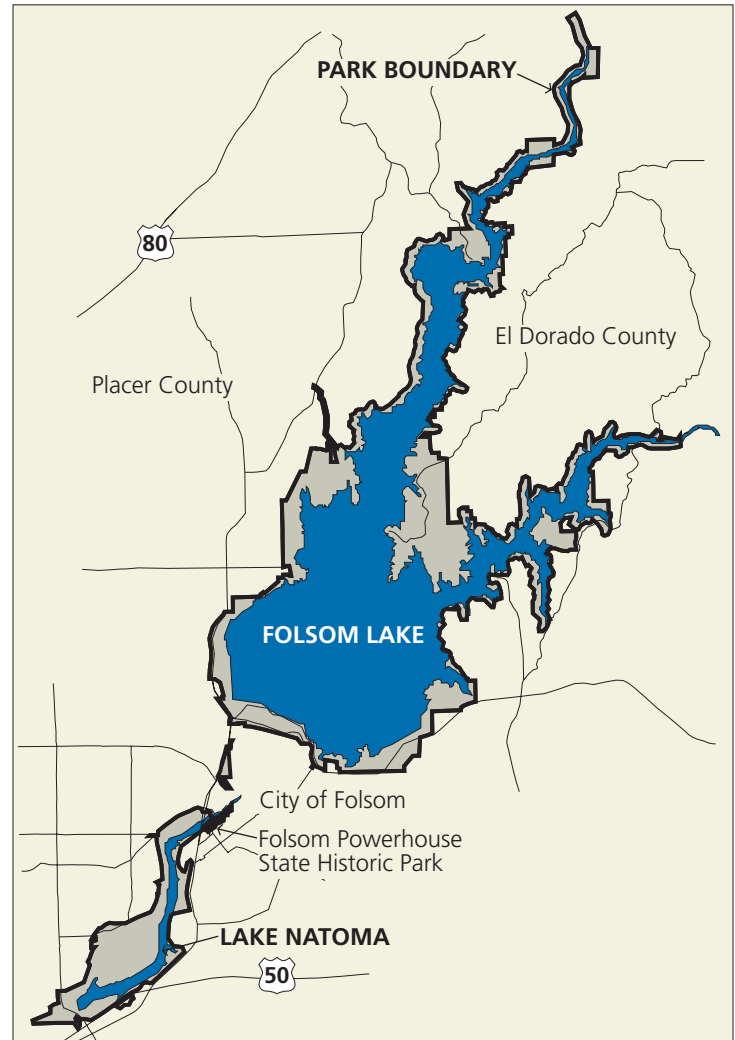 PARK BOUNDARY
80
El Dorado County
Placer County
FOLSOM LAKE
City of Folsom
Folsom Powerhouse
State Historic Park
LAKE NATOMA
50